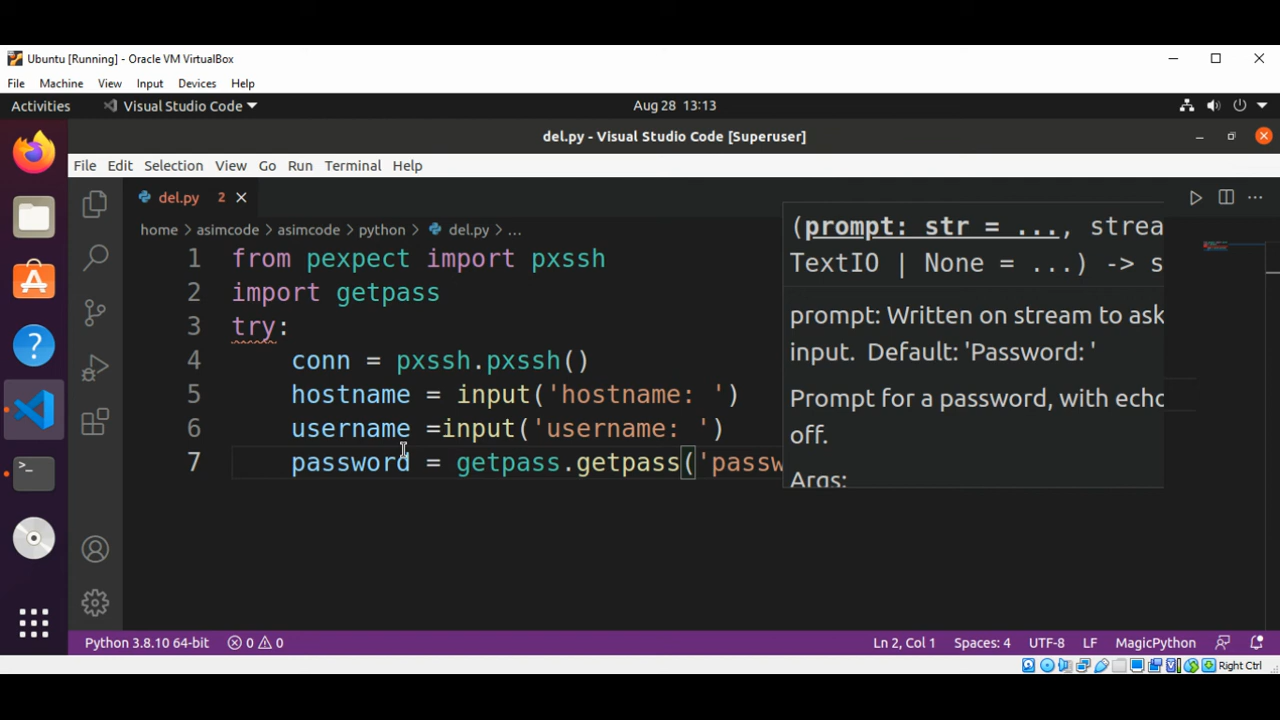 Ubuntu [Running] - Oracle VM VirtualBox
File Machine View Input Devices Help
Activities Visual Studio Code Aug 28 13:13
del.py - Visual Studio Code [Superuser]
File Edit Selection View Go Run Terminal Help
del.py 2
home asimcode asimcode python del.py ...
1 from pexpect import pxssh
2 import getpass
3 try:
4 conn = pxssh.pxssh()
5 hostname = input('hostname: ')
6 username =input('username: ')
7 password = getpass.getpass('passw
(prompt: str = ..., strea
TextIO | None = ...) -> s
prompt: Written on stream to ask
input. Default: 'Password: '
Prompt for a password, with echo
off.
Args:
Python 3.8.10 64-bit 0 0 Ln 2, Col 1 Spaces: 4 UTF-8 LF MagicPython
Right Ctrl